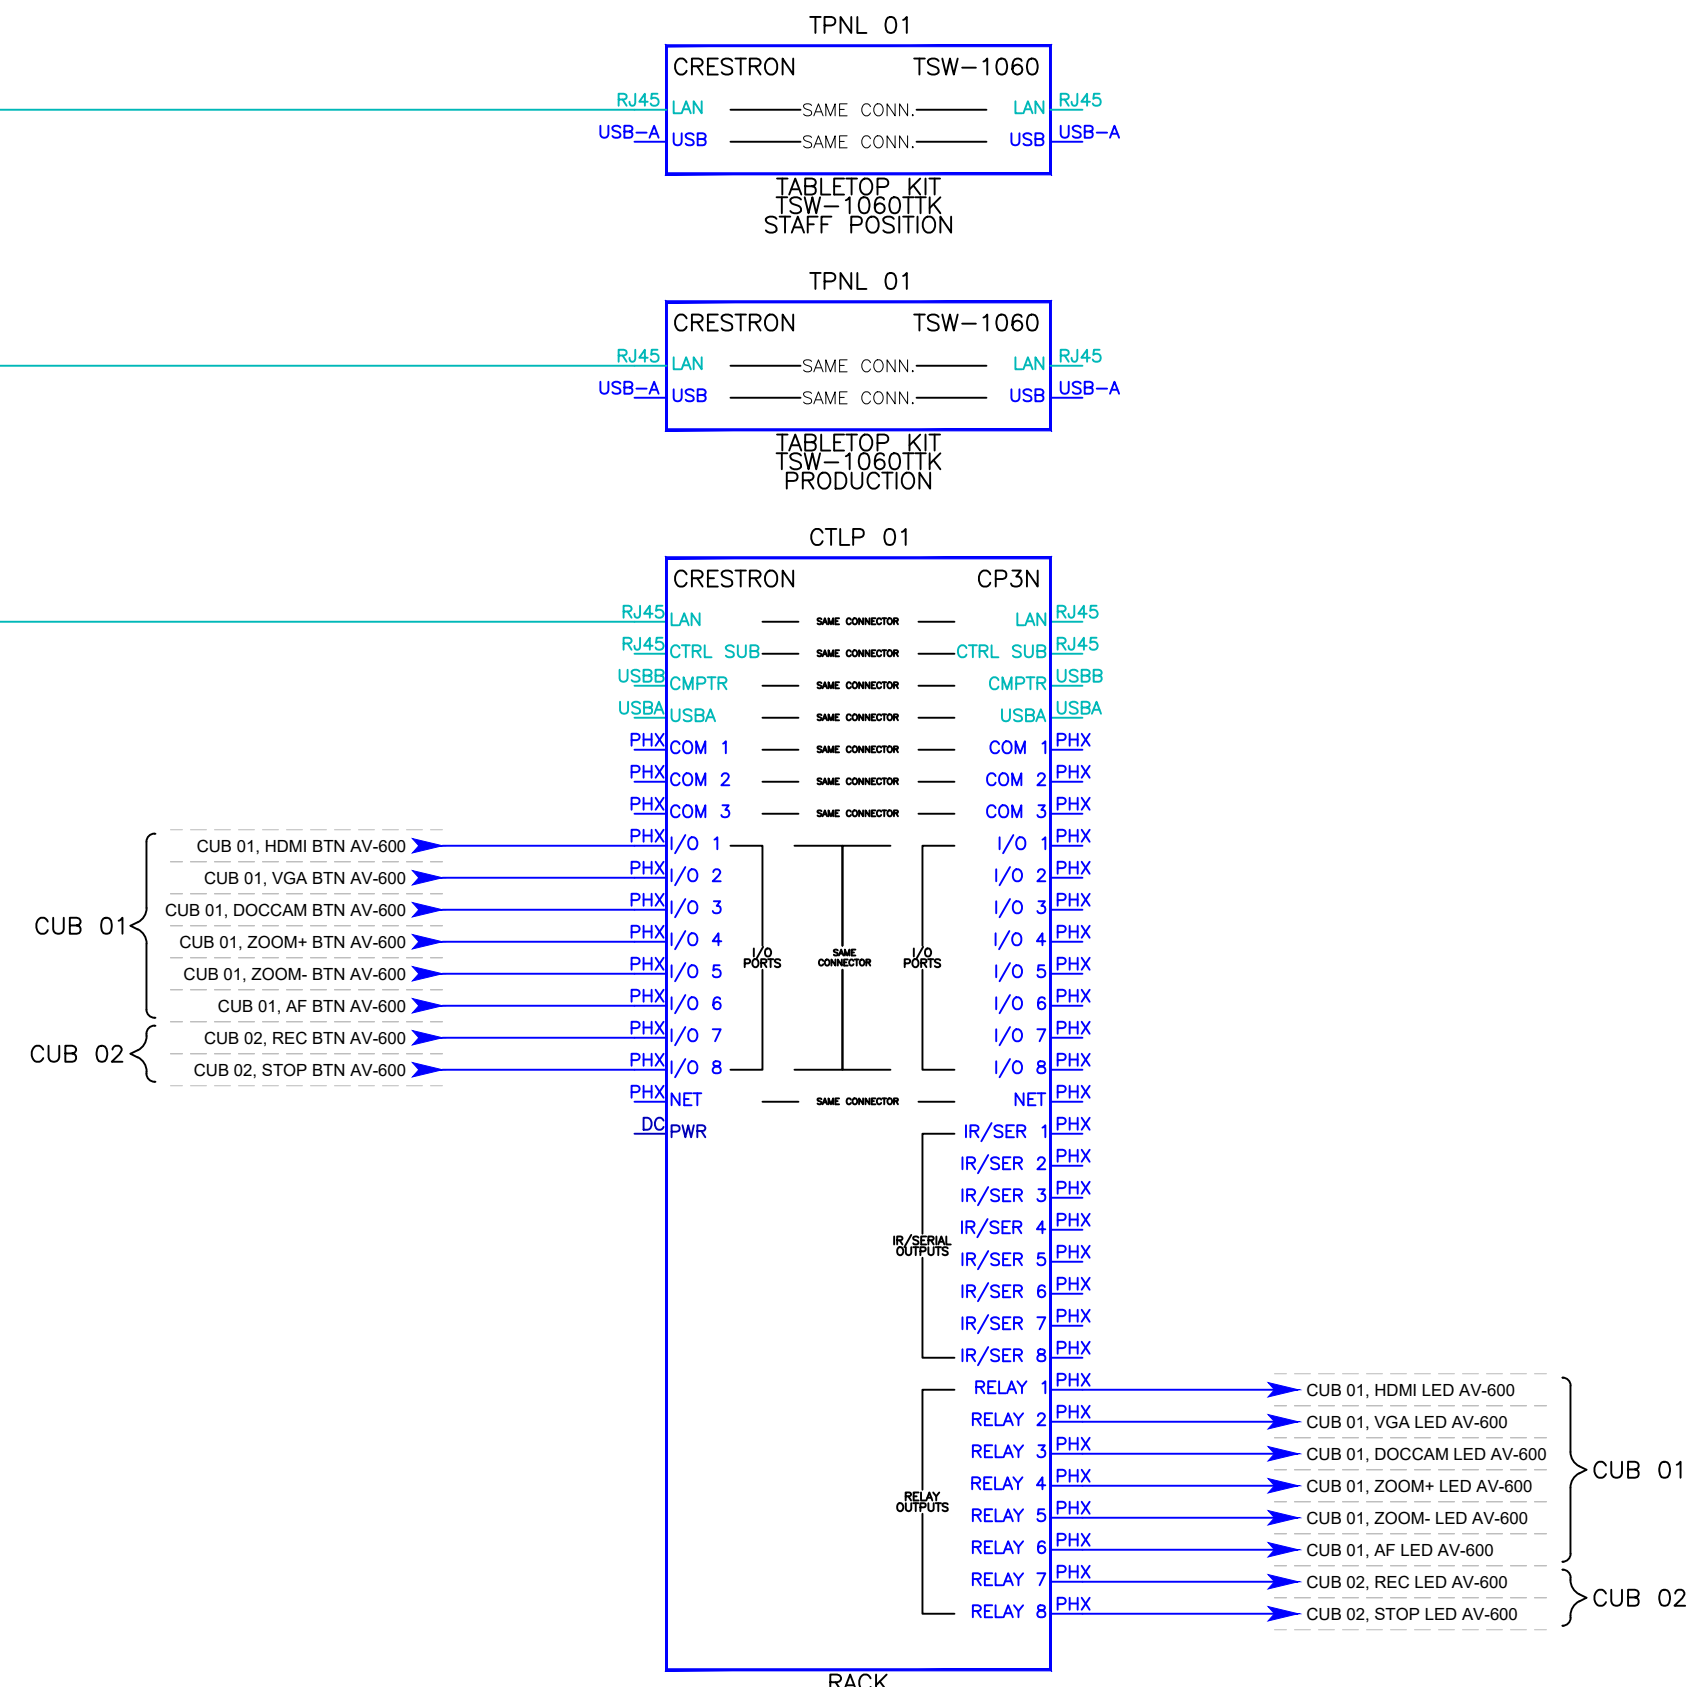 TPNL 01
CRESTRON TSW-1060
RJ45 LAN SAME CONN. LAN RJ45
USB-A USB SAME CONN. USB USB-A
TABLETOP KIT
TSW-1060TTK
STAFF POSITION
TPNL 01
CRESTRON TSW-1060
RJ45 LAN SAME CONN. LAN RJ45
USB-A USB SAME CONN. USB USB-A
TABLETOP KIT
TSW-1060TTK
PRODUCTION
CTLP 01
CRESTRON CP3N
RJ45 LAN SAME CONNECTOR LAN RJ45
RJ45 CTRL SUB SAME CONNECTOR CTRL SUB RJ45
USBB CMPTR SAME CONNECTOR CMPTR USBB
USBA USBA SAME CONNECTOR USBA USBA
PHX COM 1 SAME CONNECTOR COM 1 PHX
PHX COM 2 SAME CONNECTOR COM 2 PHX
PHX COM 3 SAME CONNECTOR COM 3 PHX
CUB 01, HDMI BTN AV-600 PHX I/O 1 I/O 1 PHX
CUB 01, VGA BTN AV-600 PHX I/O 2 I/O 2 PHX
CUB 01, DOCCAM BTN AV-600 PHX I/O 3 I/O 3 PHX
CUB 01
CUB 01, ZOOM+ BTN AV-600 PHX I/O 4 I/O 4 PHX
I/O PORTS SAME CONNECTOR I/O PORTS
CUB 01, ZOOM- BTN AV-600 PHX I/O 5 I/O 5 PHX
CUB 01, AF BTN AV-600 PHX I/O 6 I/O 6 PHX
CUB 02, REC BTN AV-600 PHX I/O 7 I/O 7 PHX
CUB 02
CUB 02, STOP BTN AV-600 PHX I/O 8 I/O 8 PHX
PHX NET SAME CONNECTOR NET PHX
DC PWR IR/SER 1 PHX
IR/SER 2 PHX
IR/SER 3 PHX
IR/SER 4 PHX
IR/SERIAL
OUTPUTS
IR/SER 5 PHX
IR/SER 6 PHX
IR/SER 7 PHX
IR/SER 8 PHX
RELAY 1 PHX CUB 01, HDMI LED AV-600
RELAY 2 PHX CUB 01, VGA LED AV-600
RELAY 3 PHX CUB 01, DOCCAM LED AV-600
CUB 01
RELAY 4 PHX CUB 01, ZOOM+ LED AV-600
RELAY
OUTPUTS
RELAY 5 PHX CUB 01, ZOOM- LED AV-600
RELAY 6 PHX CUB 01, AF LED AV-600
RELAY 7 PHX CUB 02, REC LED AV-600
CUB 02
RELAY 8 PHX CUB 02, STOP LED AV-600
RACK